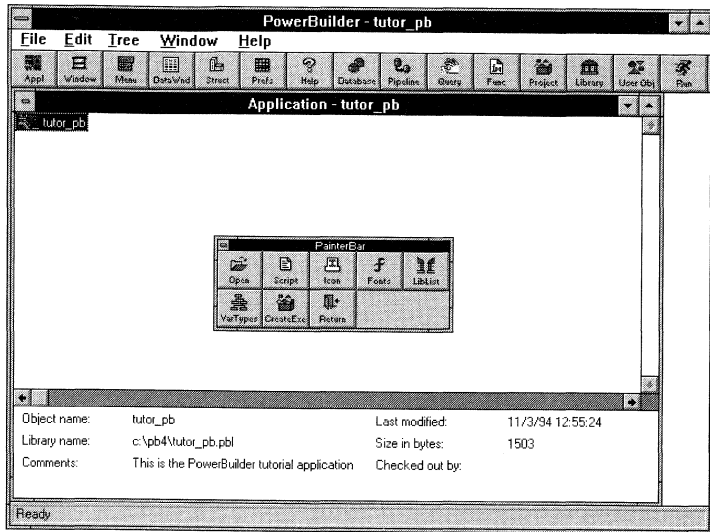 PowerBuilder - tutor_pb
File Edit Tree Window Help
Appl Window Menu DataWnd Struct Prefs Help Database Pipeline Query Func Project Library User Obj Run
Application - tutor_pb
tutor_pb
PainterBar
Open Script Icon Fonts LibList
VarTypes CreateExe Return
Object name: tutor_pb Last modified: 11/3/94 12:55:24
Library name: c:\pb4\tutor_pb.pbl Size in bytes: 1503
Comments: This is the PowerBuilder tutorial application Checked out by:
Ready